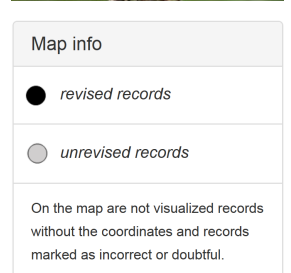 Map info
revised records
unrevised records
On the map are not visualized records
without the coordinates and records
marked as incorrect or doubtful.